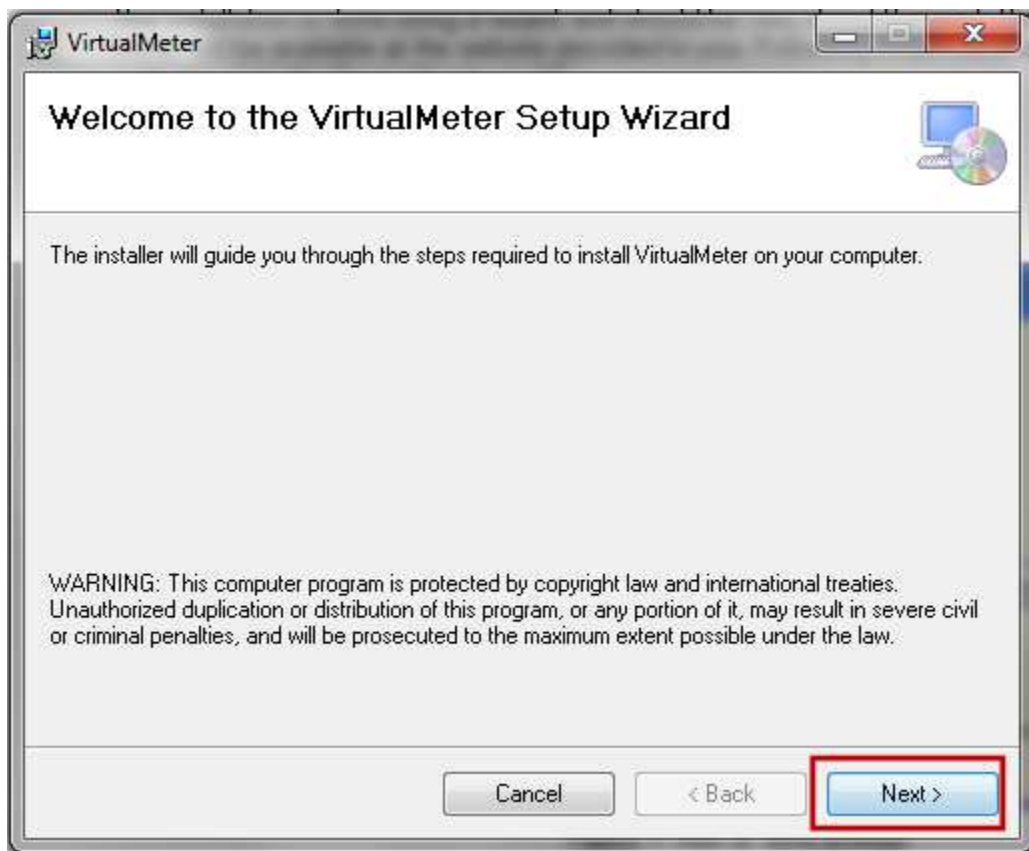 VirtualMeter
Welcome to the VirtualMeter Setup Wizard
The installer will guide you through the steps required to install VirtualMeter on your computer.
WARNING: This computer program is protected by copyright law and international treaties.
Unauthorized duplication or distribution of this program, or any portion of it, may result in severe civil
or criminal penalties, and will be prosecuted to the maximum extent possible under the law.
Cancel
< Back
Next >